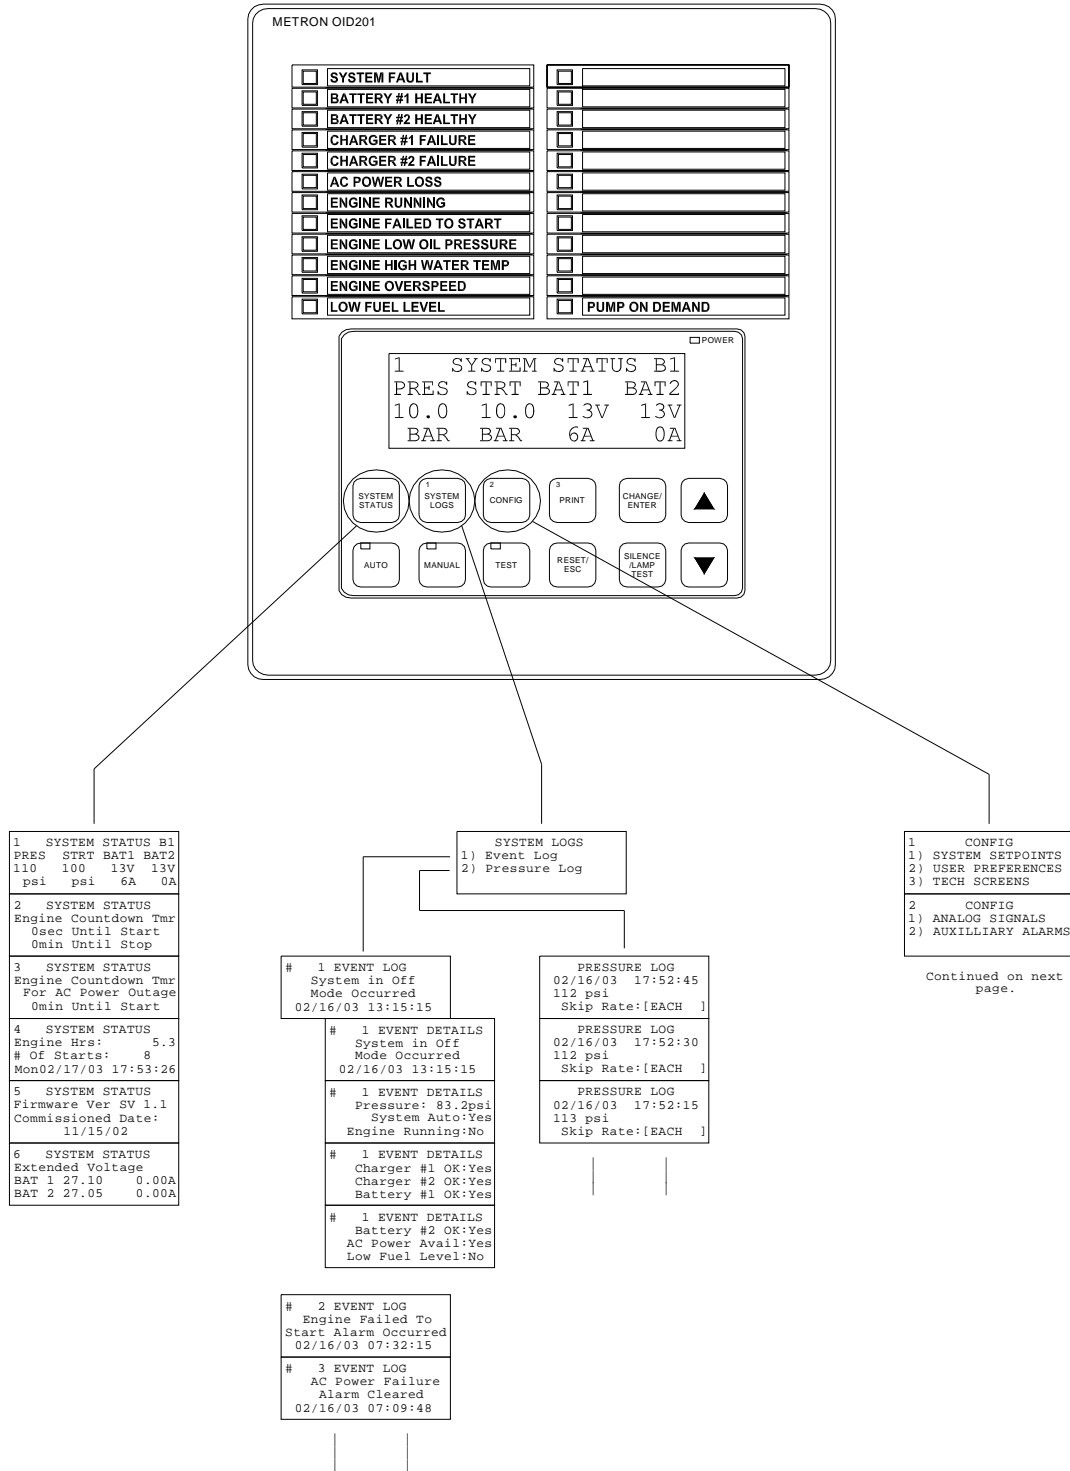 METRON OID201
SYSTEM FAULT
BATTERY #1 HEALTHY
BATTERY #2 HEALTHY
CHARGER #1 FAILURE
CHARGER #2 FAILURE
AC POWER LOSS
ENGINE RUNNING
ENGINE FAILED TO START
ENGINE LOW OIL PRESSURE
ENGINE HIGH WATER TEMP
ENGINE OVERSPEED
LOW FUEL LEVEL
PUMP ON DEMAND
POWER
1 SYSTEM STATUS B1
PRES STRT BAT1 BAT2
10.0 10.0 13V 13V
BAR BAR 6A 0A
SYSTEM
STATUS
1
SYSTEM
LOGS
2
CONFIG
3
PRINT
CHANGE/
ENTER
AUTO
MANUAL
TEST
RESET/
ESC
SILENCE
/LAMP
TEST
1 SYSTEM STATUS B1
PRES STRT BAT1 BAT2
110 100 13V 13V
psi psi 6A 0A
2 SYSTEM STATUS
Engine Countdown Tmr
0sec Until Start
0min Until Stop
3 SYSTEM STATUS
Engine Countdown Tmr
For AC Power Outage
0min Until Start
4 SYSTEM STATUS
Engine Hrs: 5.3
# Of Starts: 8
Mon02/17/03 17:53:26
5 SYSTEM STATUS
Firmware Ver SV 1.1
Commissioned Date:
11/15/02
6 SYSTEM STATUS
Extended Voltage
BAT 1 27.10 0.00A
BAT 2 27.05 0.00A
SYSTEM LOGS
1) Event Log
2) Pressure Log
# 1 EVENT LOG
System in Off
Mode Occurred
02/16/03 13:15:15
# 1 EVENT DETAILS
System in Off
Mode Occurred
02/16/03 13:15:15
# 1 EVENT DETAILS
Pressure: 83.2psi
System Auto:Yes
Engine Running:No
# 1 EVENT DETAILS
Charger #1 OK:Yes
Charger #2 OK:Yes
Battery #1 OK:Yes
# 1 EVENT DETAILS
Battery #2 OK:Yes
AC Power Avail:Yes
Low Fuel Level:No
# 2 EVENT LOG
Engine Failed To
Start Alarm Occurred
02/16/03 07:32:15
# 3 EVENT LOG
AC Power Failure
Alarm Cleared
02/16/03 07:09:48
PRESSURE LOG
02/16/03 17:52:45
112 psi
Skip Rate:[EACH ]
PRESSURE LOG
02/16/03 17:52:30
112 psi
Skip Rate:[EACH ]
PRESSURE LOG
02/16/03 17:52:15
113 psi
Skip Rate:[EACH ]
1 CONFIG
1) SYSTEM SETPOINTS
2) USER PREFERENCES
3) TECH SCREENS
2 CONFIG
1) ANALOG SIGNALS
2) AUXILLIARY ALARMS
Continued on next
page.